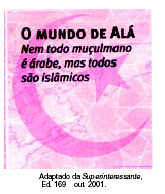 O MUNDO DE ALÁ
Nem todo muçulmano
é árabe, mas todos
são islâmicos
Adaptado da Superinteressante,
Ed. 169 out. 2001.